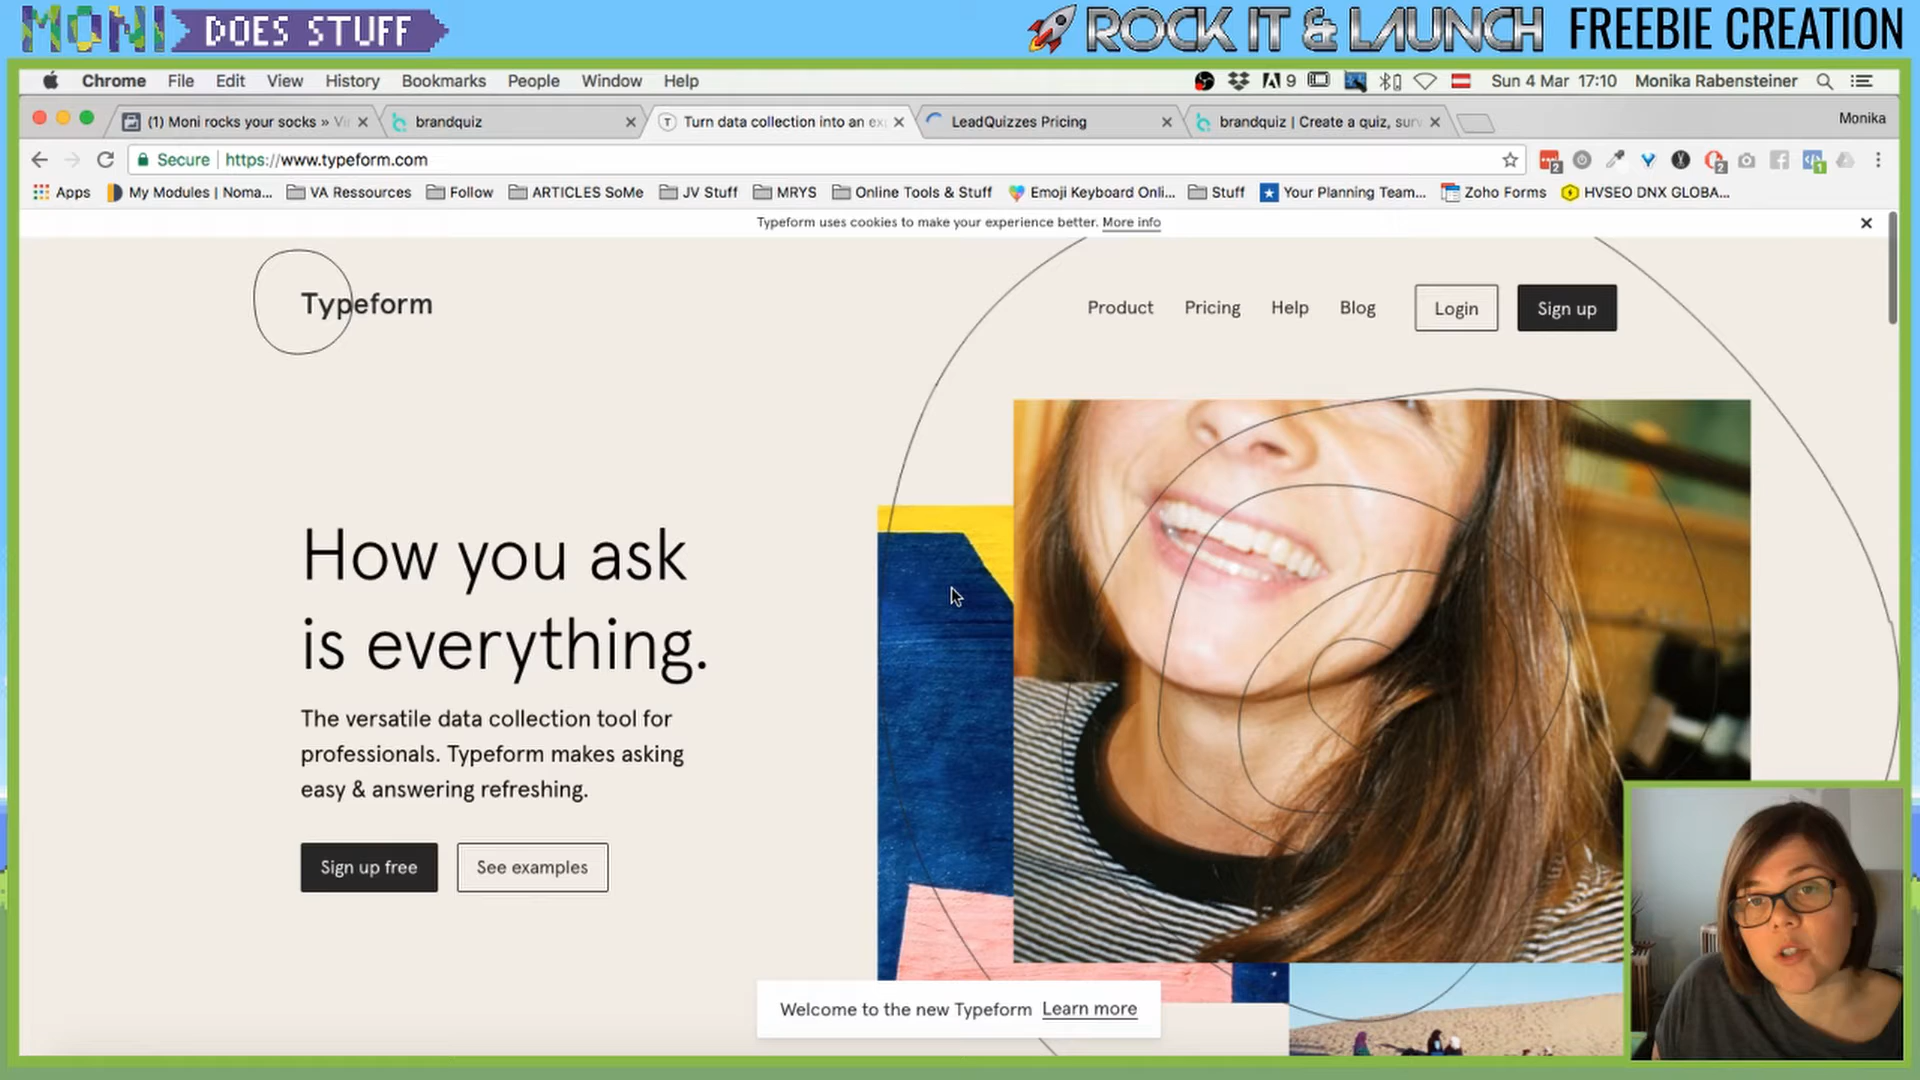 MONI DOES STUFF
ROCK IT & LAUNCH FREEBIE CREATION
Chrome File Edit View History Bookmarks People Window Help
9 Sun 4 Mar 17:10 Monika Rabensteiner
(1) Moni rocks your socks » Vi
brandquiz
Turn data collection into an ex
LeadQuizzes Pricing
brandquiz | Create a quiz, surv
Monika
Secure https://www.typeform.com
Apps My Modules | Noma... VA Ressources Follow ARTICLES SoMe JV Stuff MRYS Online Tools & Stuff Emoji Keyboard Onli... Stuff Your Planning Team... Zoho Forms HVSEO DNX GLOBA...
Typeform uses cookies to make your experience better. More info
Typeform
Product Pricing Help Blog Login Sign up
How you ask
is everything.
The versatile data collection tool for
professionals. Typeform makes asking
easy & answering refreshing.
Sign up free See examples
Welcome to the new Typeform Learn more